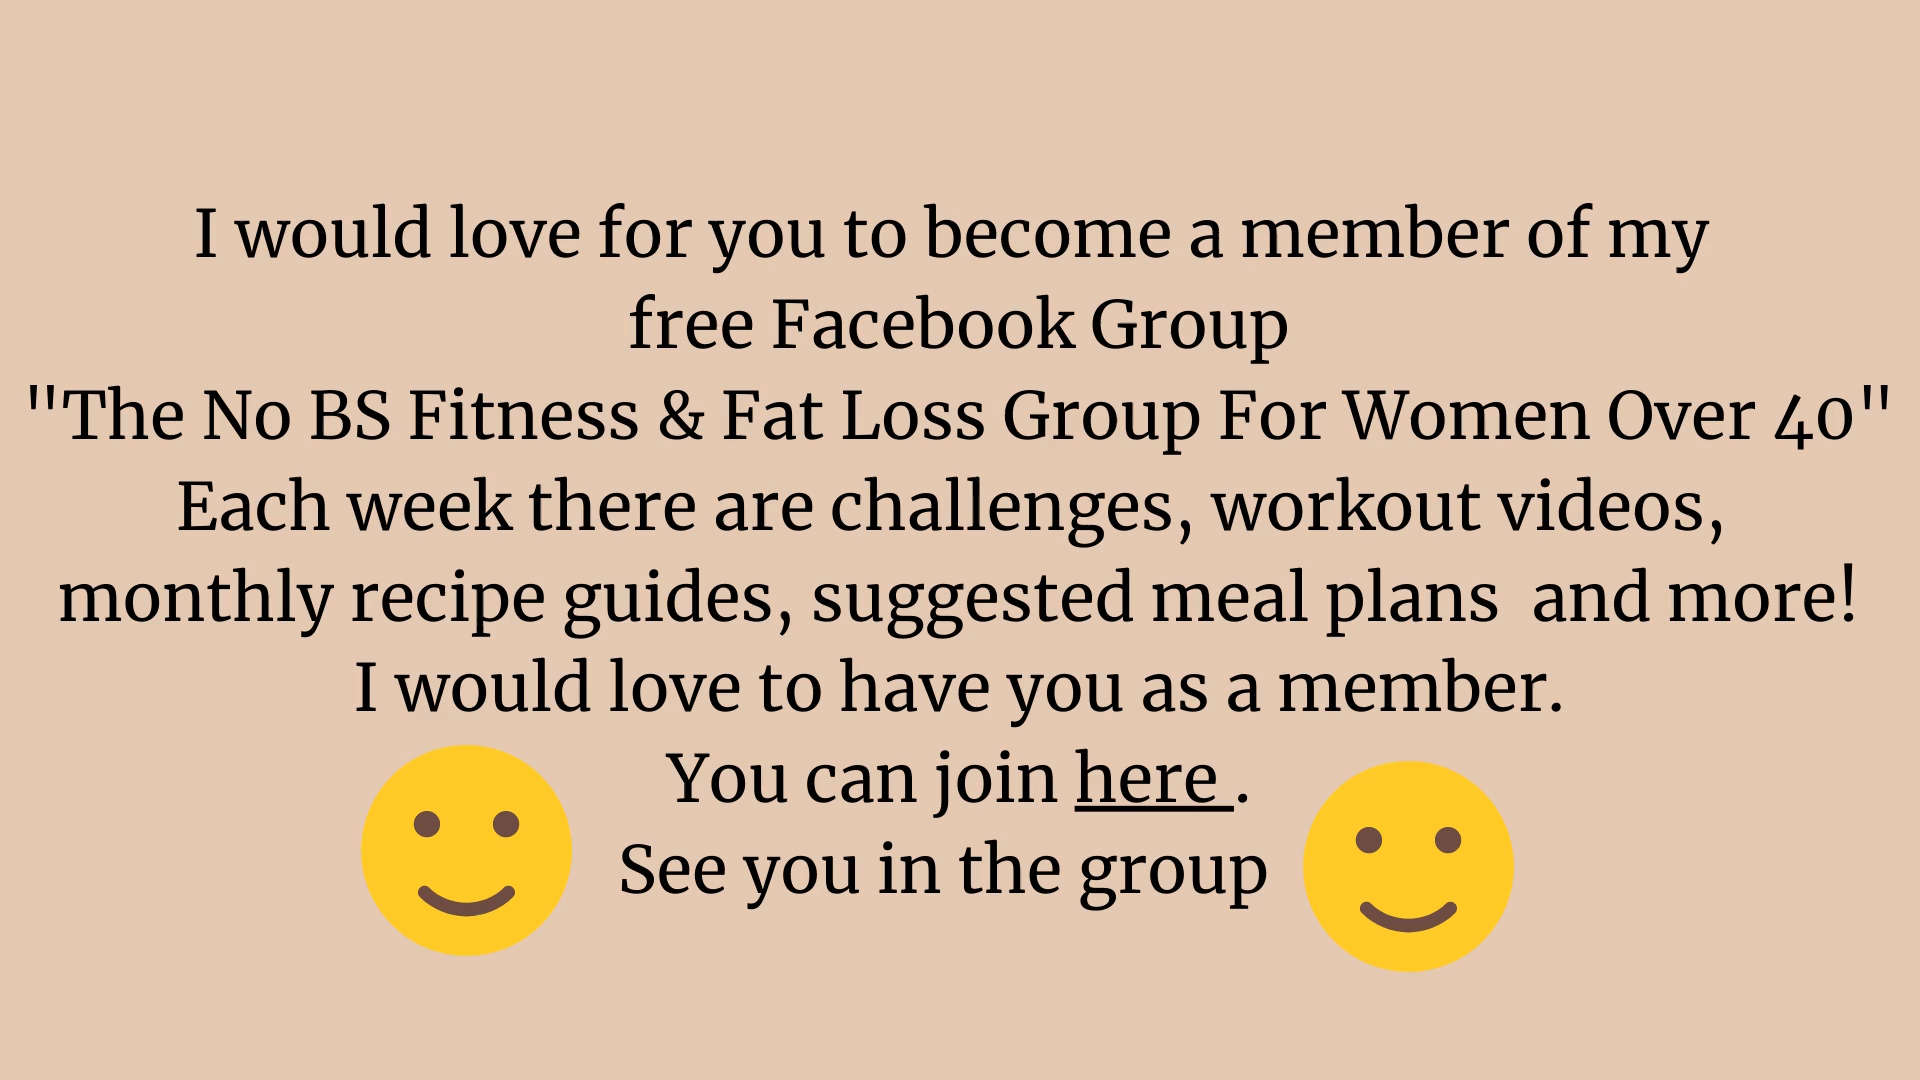 I would love for you to become a member of my
free Facebook Group
"The No BS Fitness & Fat Loss Group For Women Over 40"
Each week there are challenges, workout videos,
monthly recipe guides, suggested meal plans  and more!
I would love to have you as a member.
You can join here .
See you in the group